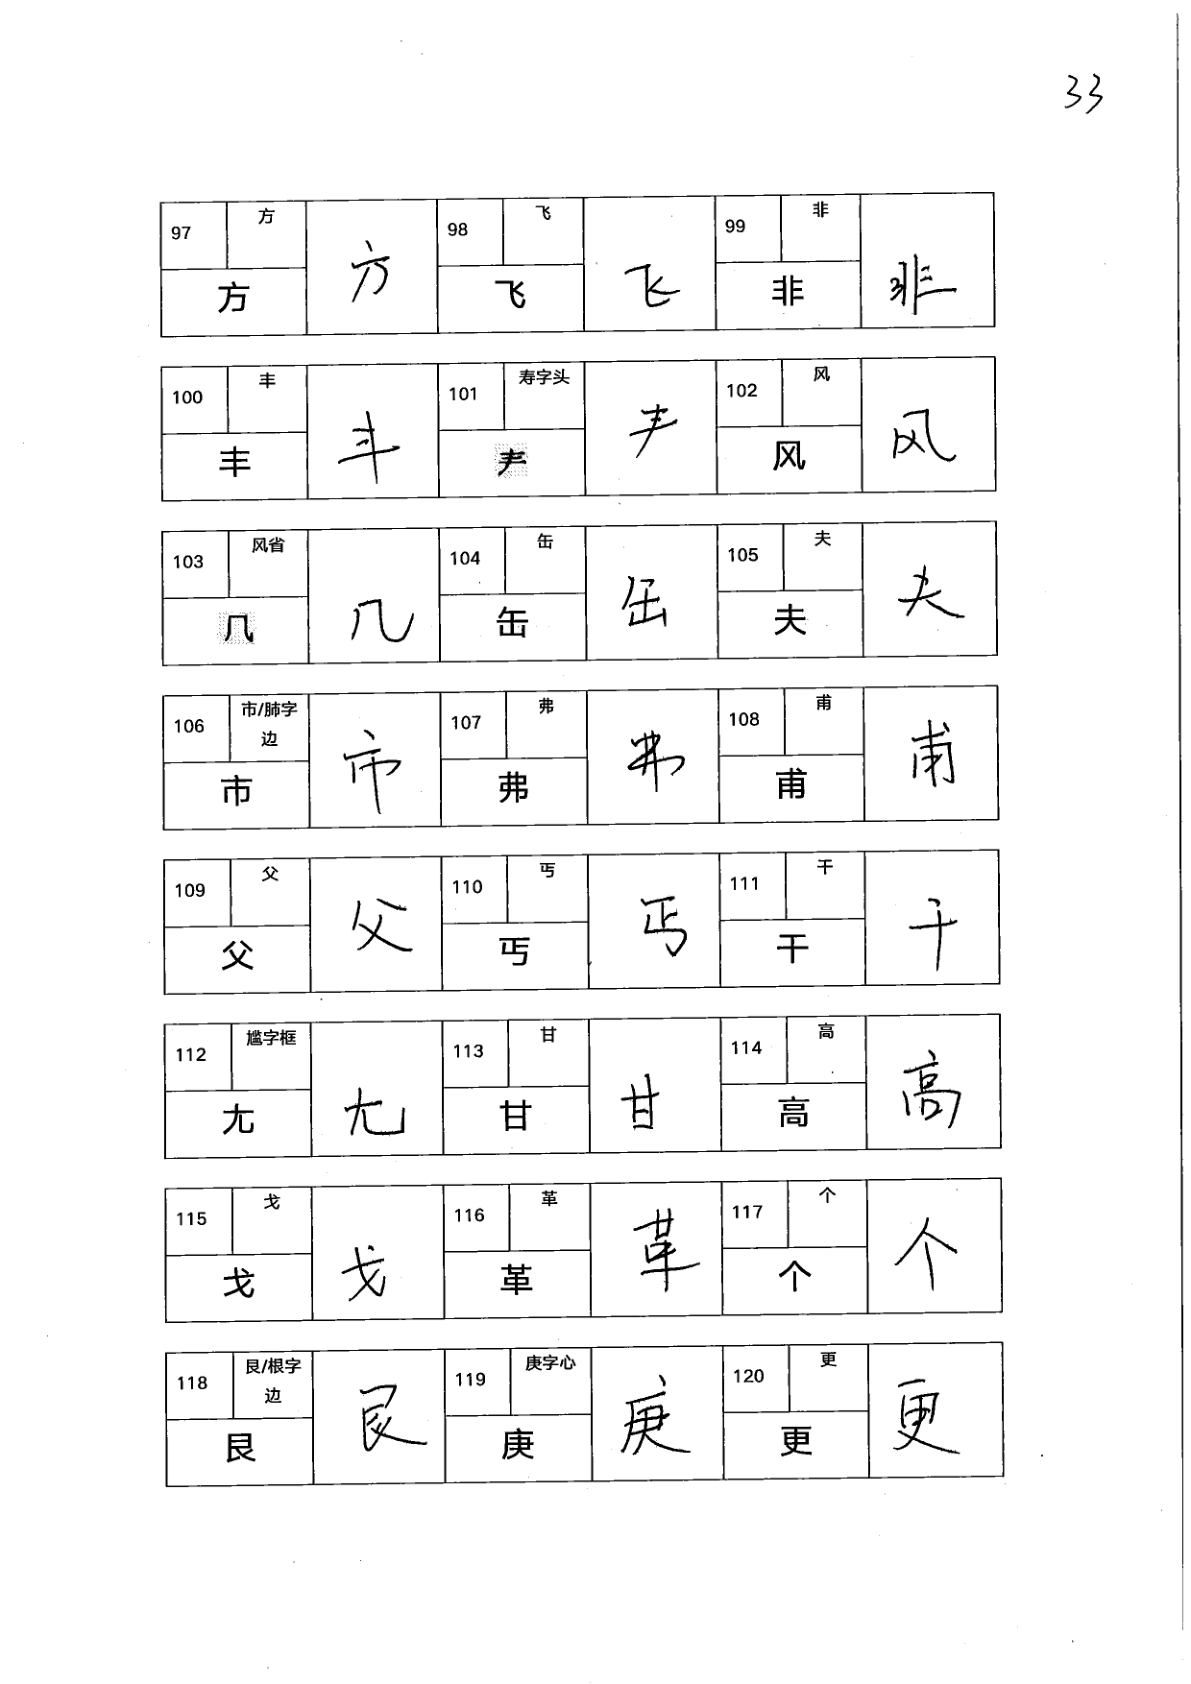 33
97 方 方 98 飞 飞 99 非 非
方 飞 非
100 丰 丰 101 寿字头 𡗗 102 风 风
丰 风
103 风省 几 104 缶 缶 105 夫 夫
几 缶 夫
106 市/肺字边 市 107 弗 弗 108 甫 甫
市 弗 甫
109 父 父 110 丐 丐 111 干 干
父 丐 干
112 尴字框 尢 113 甘 甘 114 高 高
尢 甘 高
115 戈 戈 116 革 革 117 个 个
戈 革 个
118 艮/根字边 艮 119 庚字心 庚 120 更 更
艮 庚 更